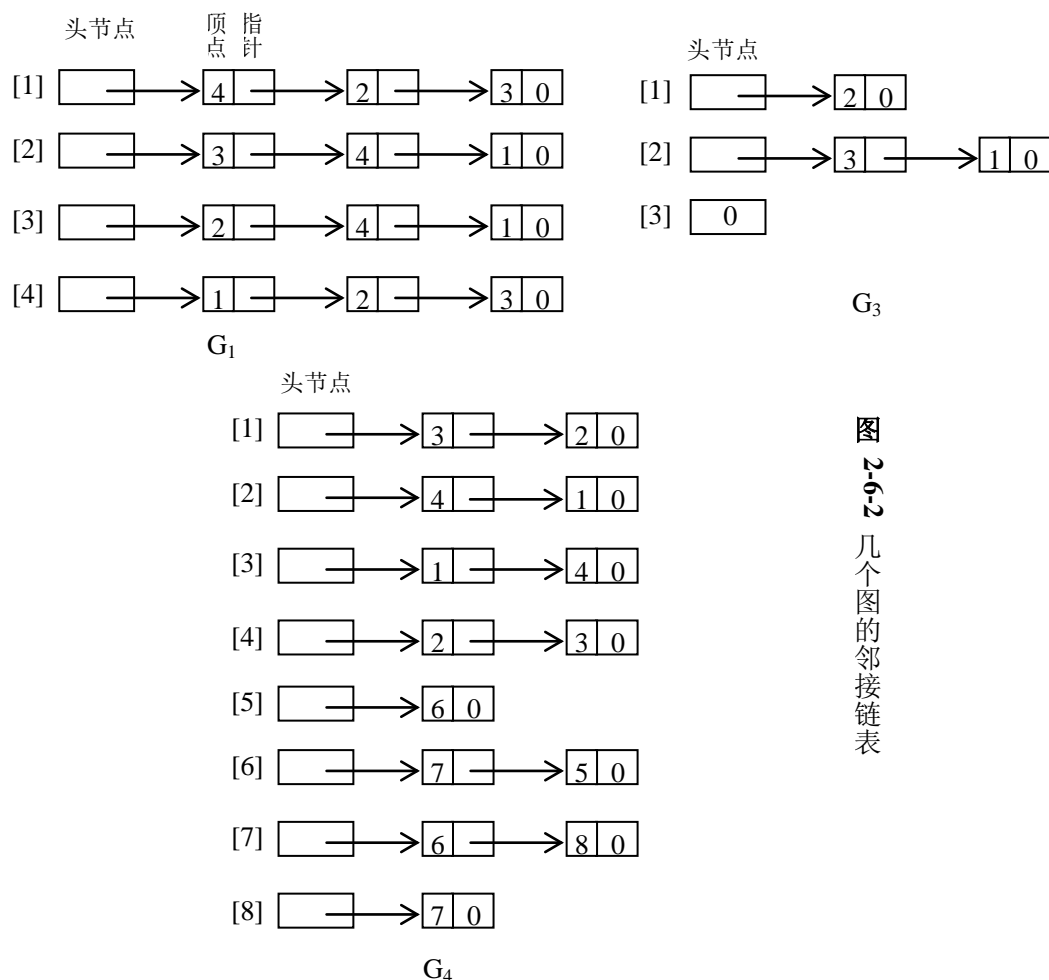 头节点
顶点 指针
[1] 4 2 3 0
[2] 3 4 1 0
[3] 2 4 1 0
[4] 1 2 3 0
G₁
头节点
[1] 2 0
[2] 3 1 0
[3] 0
G₃
头节点
[1] 3 2 0
[2] 4 1 0
[3] 1 4 0
[4] 2 3 0
[5] 6 0
[6] 7 5 0
[7] 6 8 0
[8] 7 0
G₄
图 2-6-2 几个图的邻接链表